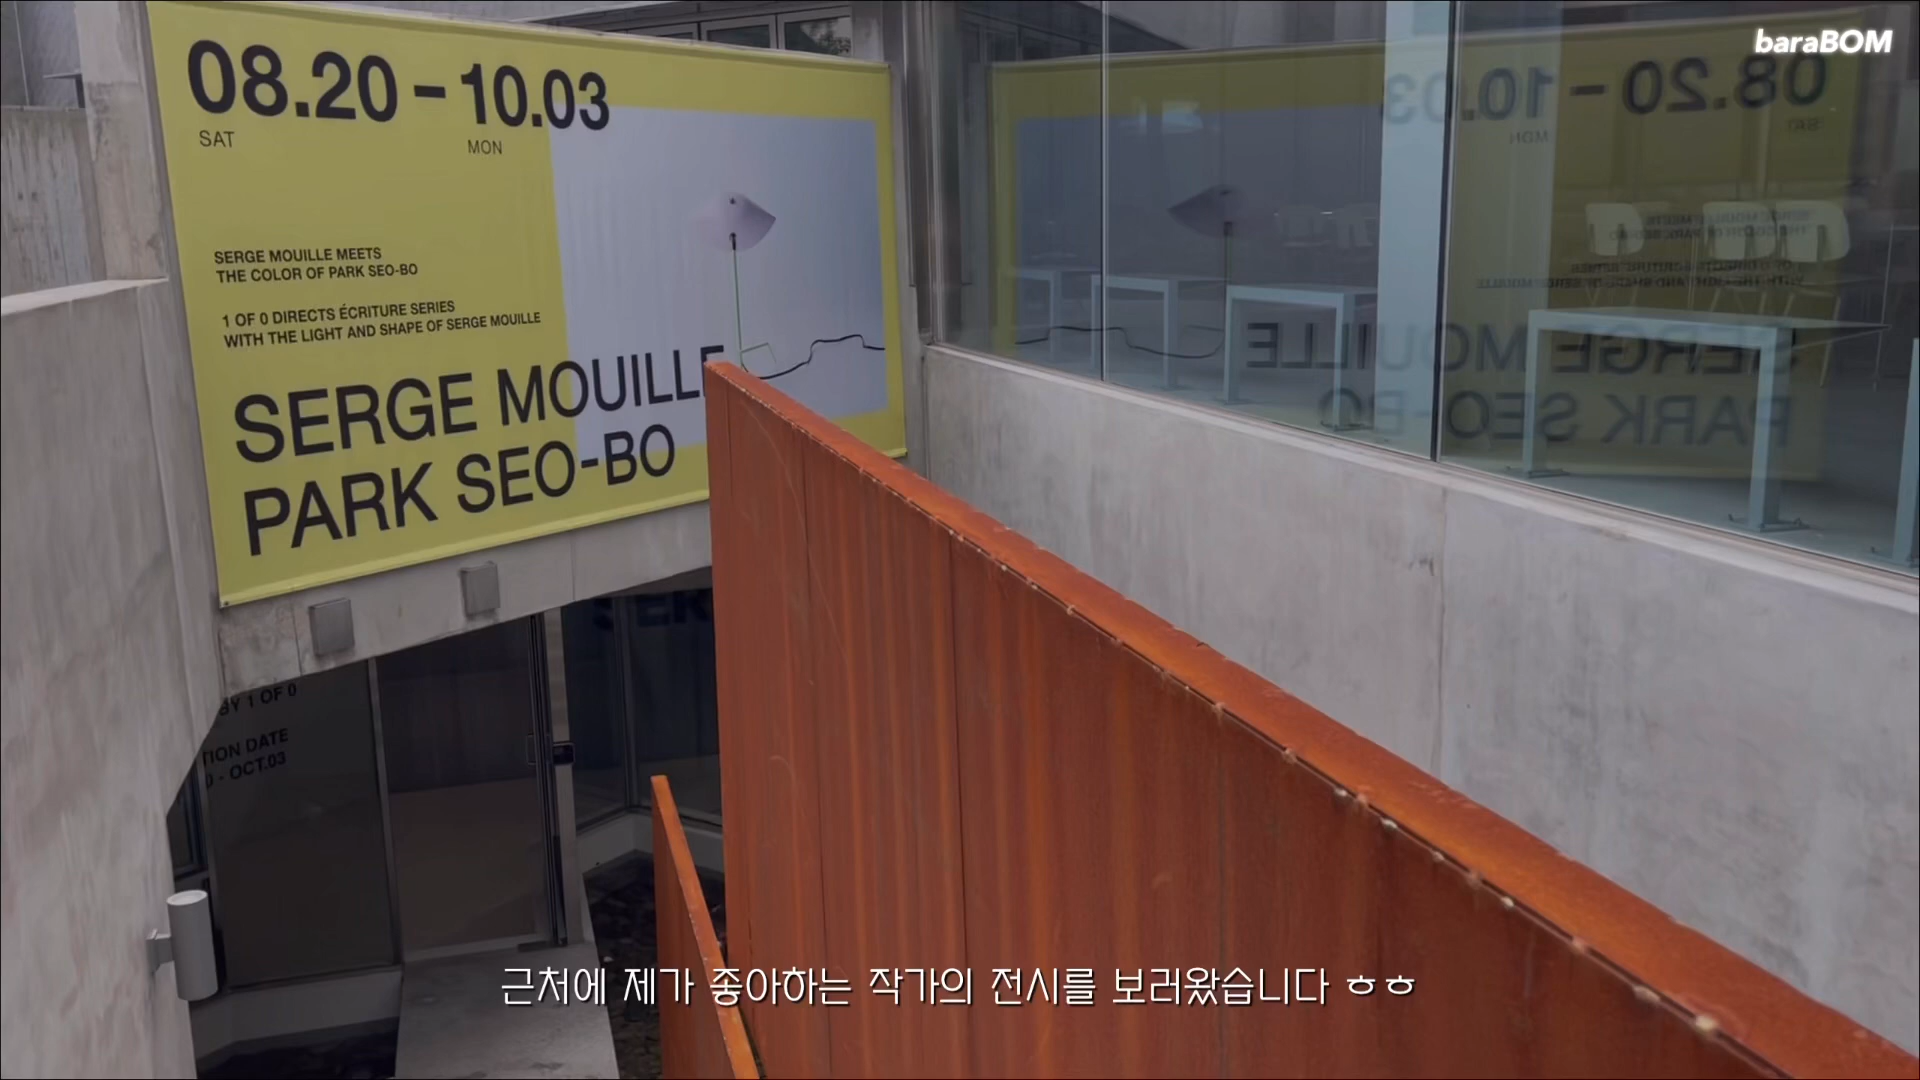 baraBOM
08.20 – 10.03
SAT MON
SERGE MOUILLE MEETS
THE COLOR OF PARK SEO-BO
1 OF 0 DIRECTS ÉCRITURE SERIES
WITH THE LIGHT AND SHAPE OF SERGE MOUILLE
SERGE MOUILLE
PARK SEO-BO
BY 1 OF 0
TION DATE
0 - OCT.03
근처에 제가 좋아하는 작가의 전시를 보러왔습니다 ㅎㅎ